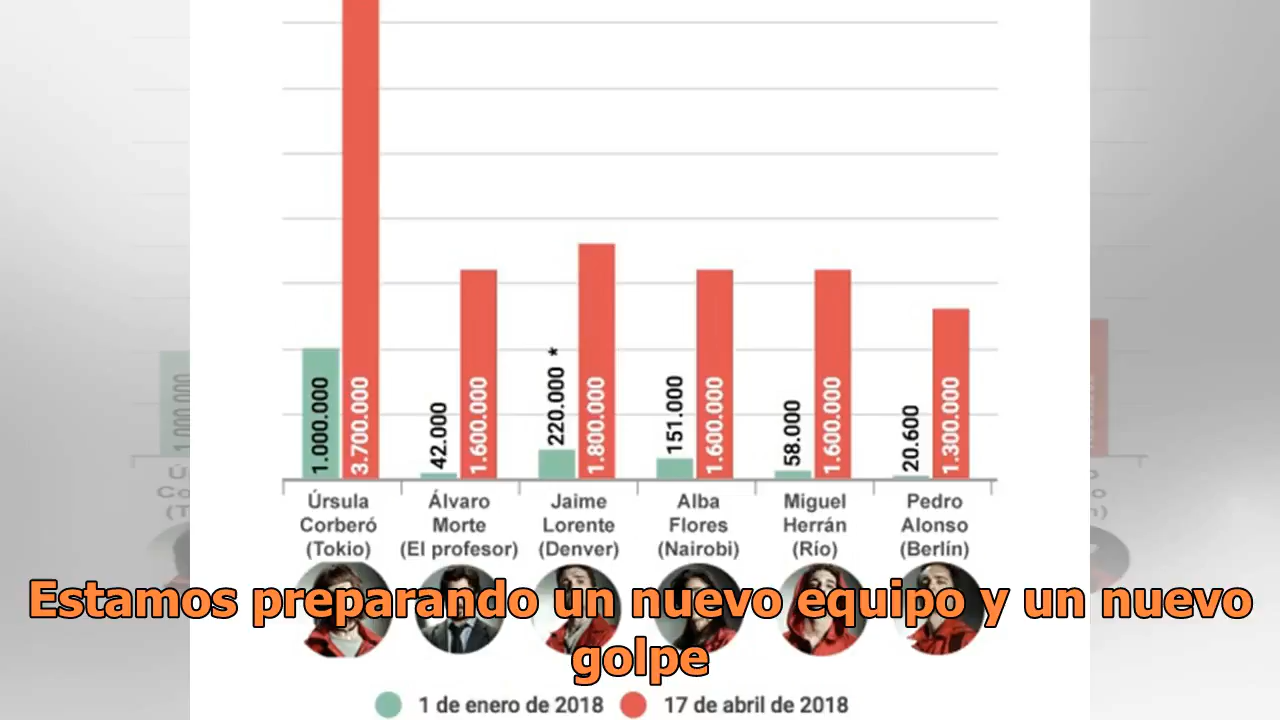 1.000.000
3.700.000
42.000
1.600.000
220.000 *
1.800.000
151.000
1.600.000
58.000
1.600.000
20.600
1.300.000
Úrsula
Corberó
(Tokio)
Álvaro
Morte
(El profesor)
Jaime
Lorente
(Denver)
Alba
Flores
(Nairobi)
Miguel
Herrán
(Río)
Pedro
Alonso
(Berlín)
Estamos preparando un nuevo equipo y un nuevo
golpe
1 de enero de 2018
17 de abril de 2018